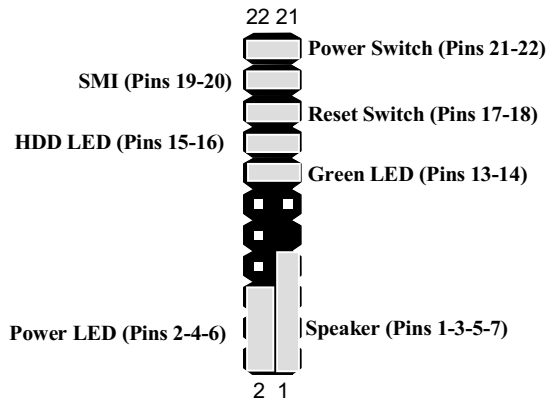 22 21
Power Switch (Pins 21-22)
SMI (Pins 19-20)
Reset Switch (Pins 17-18)
HDD LED (Pins 15-16)
Green LED (Pins 13-14)
Power LED (Pins 2-4-6)
Speaker (Pins 1-3-5-7)
2 1